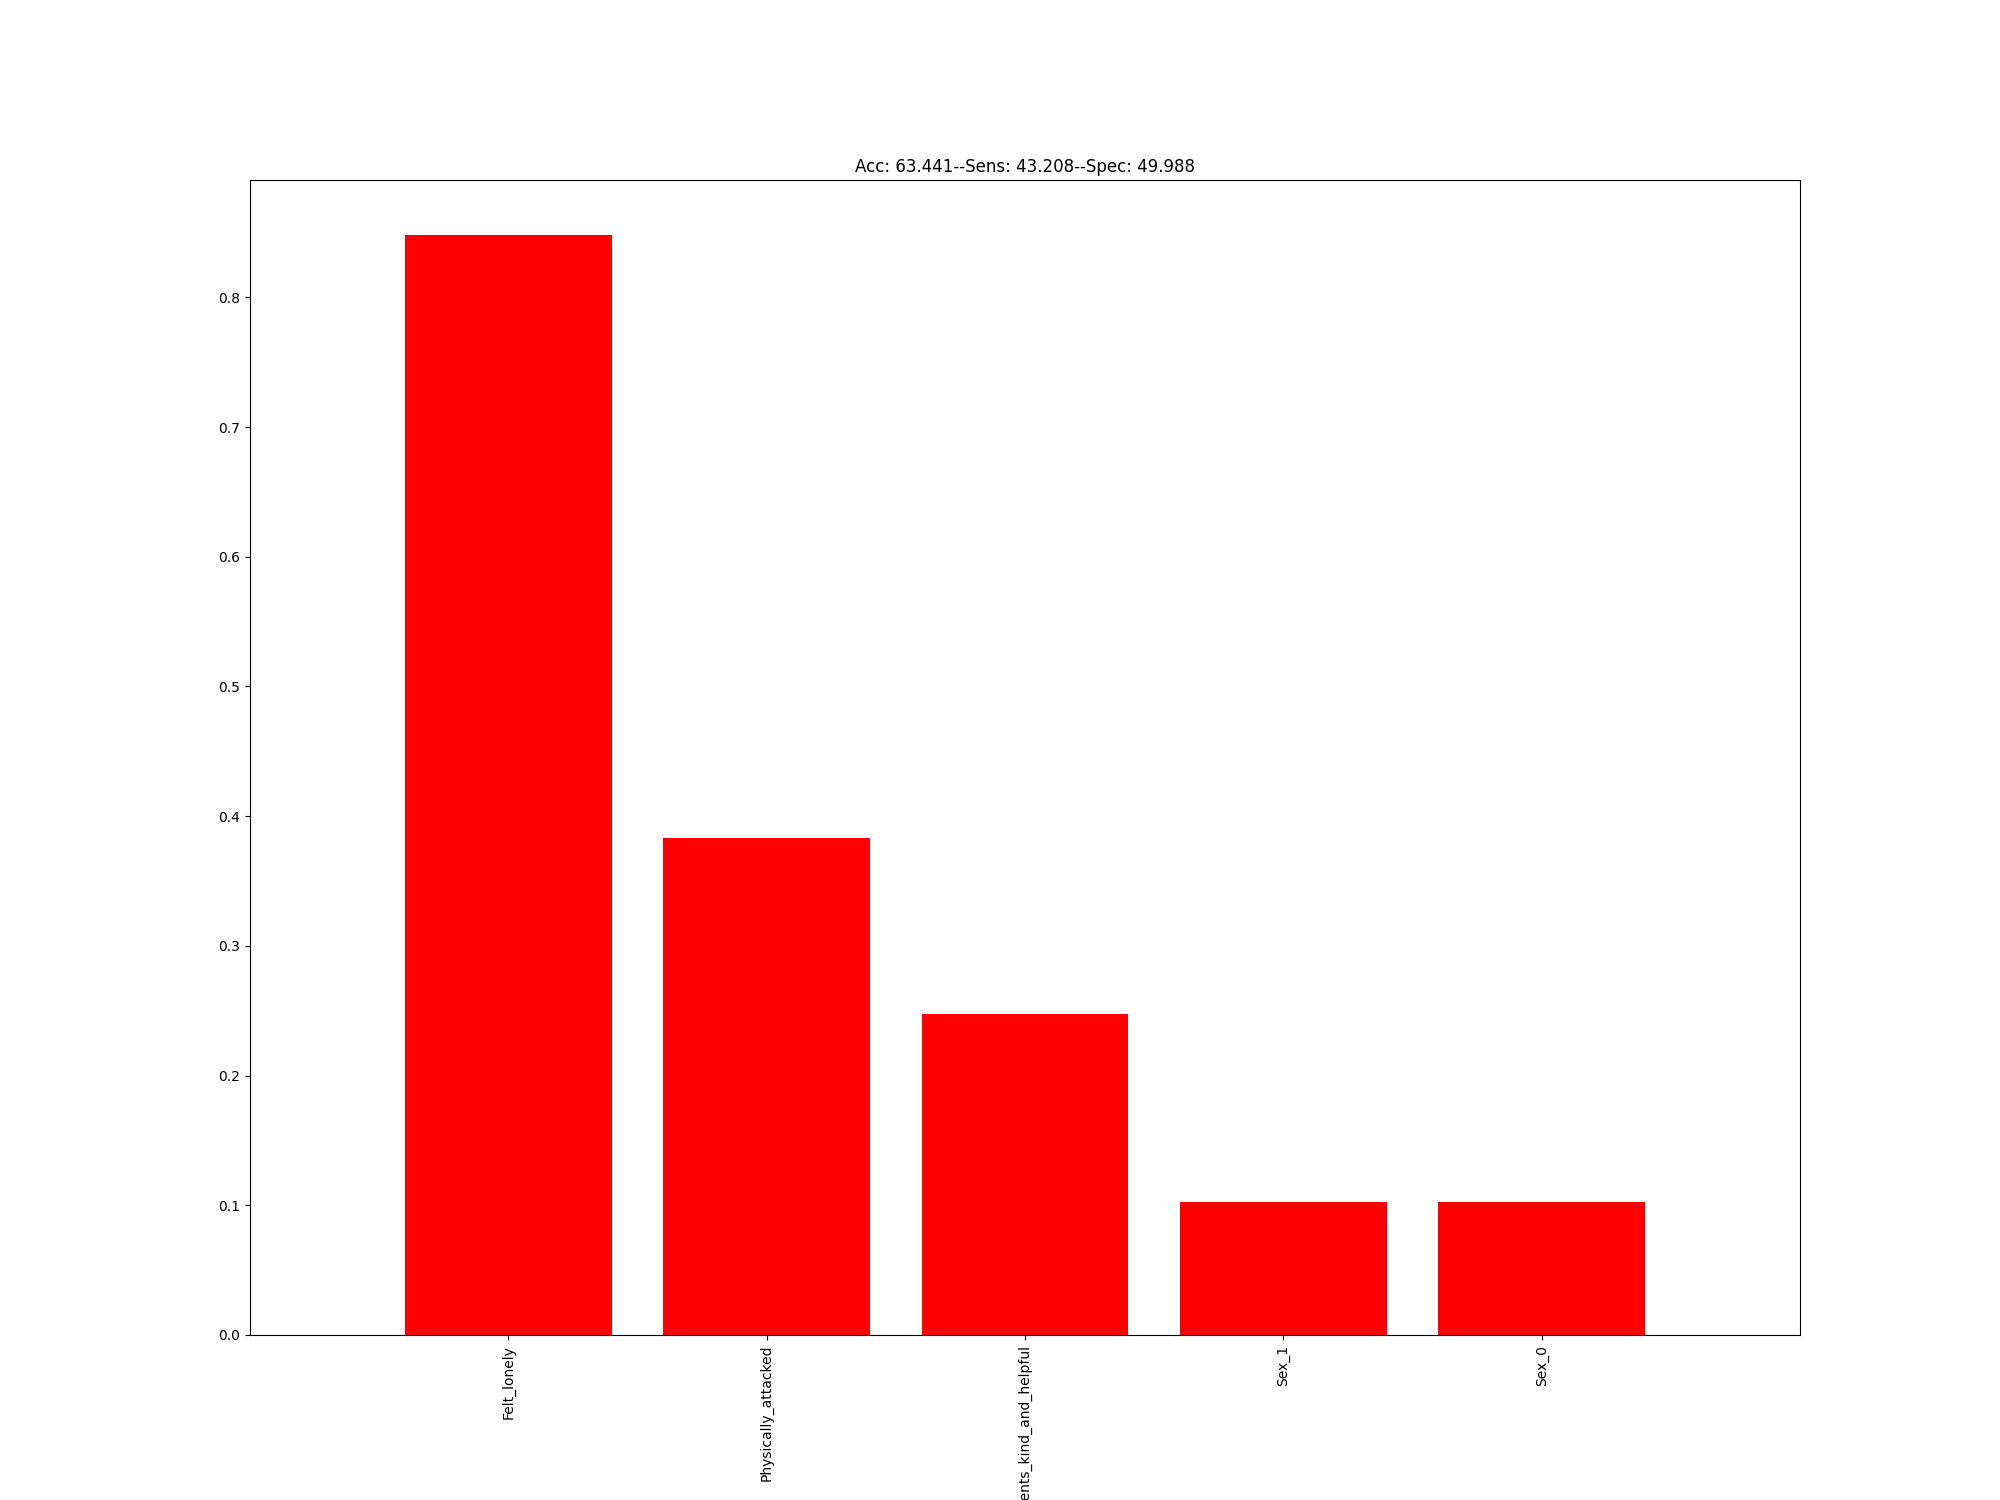 Acc: 63.441--Sens: 43.208--Spec: 49.988
0.8
0.7
0.6
0.5
0.4
0.3
0.2
0.1
0.0
Felt_lonely
Physically_attacked
ents_kind_and_helpful
Sex_1
Sex_0